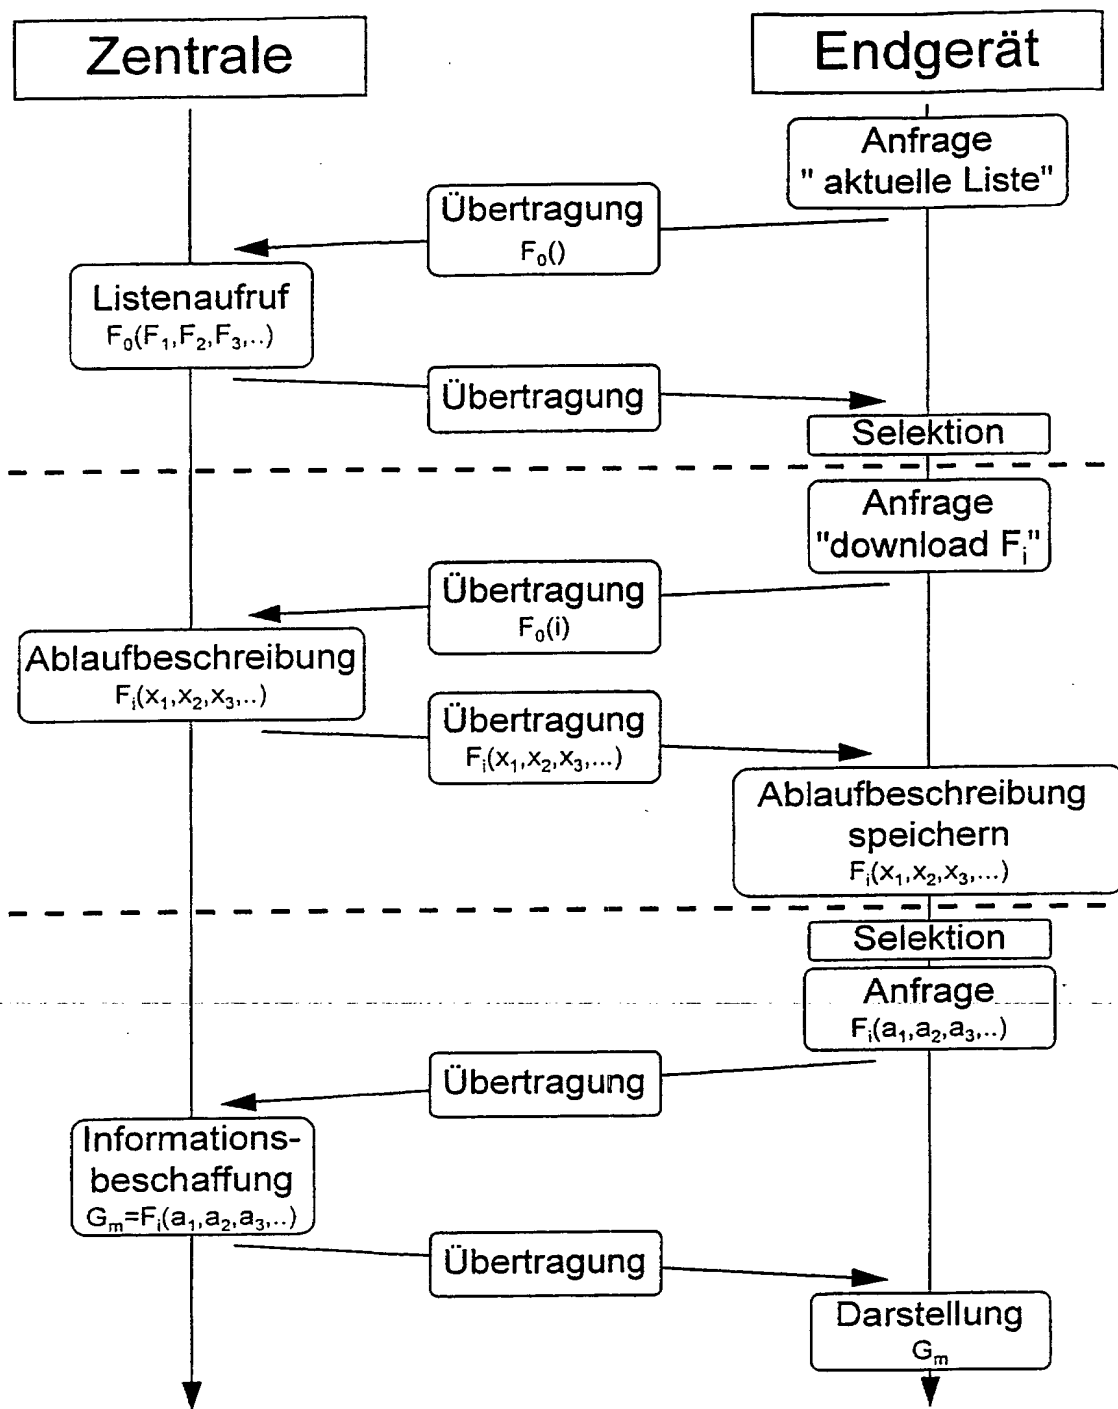 Zentrale
Endgerät
Anfrage
" aktuelle Liste"
Übertragung
F₀()
Listenaufruf
F₀(F₁,F₂,F₃,..)
Übertragung
Selektion
Anfrage
"download Fᵢ"
Übertragung
F₀(i)
Ablaufbeschreibung
Fᵢ(x₁,x₂,x₃,..)
Übertragung
Fᵢ(x₁,x₂,x₃,...)
Ablaufbeschreibung
speichern
Fᵢ(x₁,x₂,x₃,...)
Selektion
Anfrage
Fᵢ(a₁,a₂,a₃,..)
Übertragung
Informations-
beschaffung
Gₘ=Fᵢ(a₁,a₂,a₃,..)
Übertragung
Darstellung
Gₘ